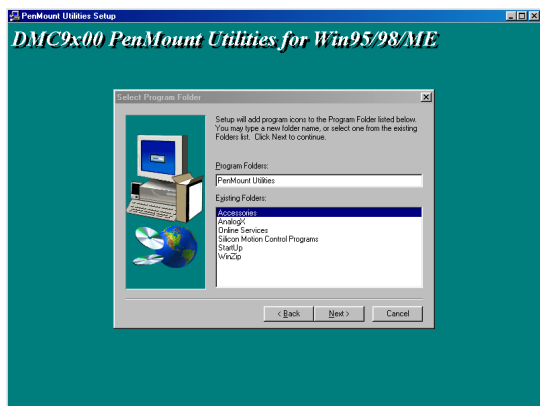 PenMount Utilities Setup
DMC9x00 PenMount Utilities for Win95/98/ME
Select Program Folder
Setup will add program icons to the Program Folder listed below.
You may type a new folder name, or select one from the existing
Folders list. Click Next to continue.
Program Folders:
PenMount Utilities
Existing Folders:
Accessories
AnalogX
Online Services
Silicon Motion Control Programs
StartUp
WinZip
< Back
Next >
Cancel